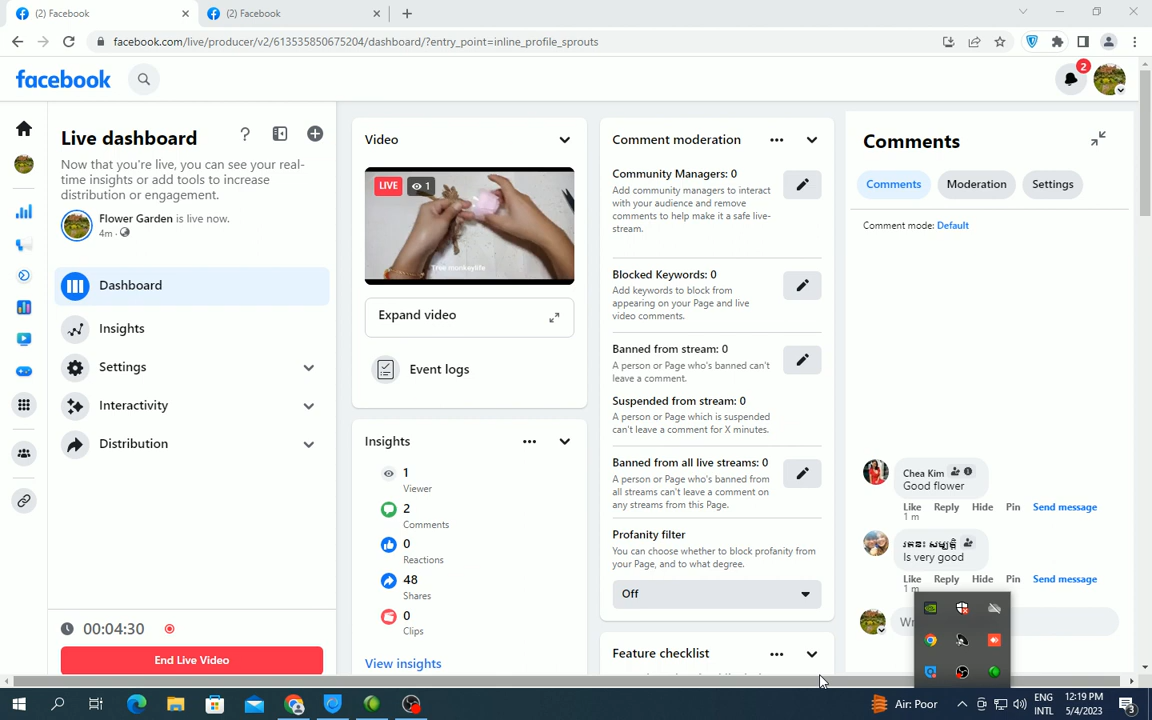 (2) Facebook
(2) Facebook
facebook.com/live/producer/v2/613535850675204/dashboard/?entry_point=inline_profile_sprouts
facebook
2
Live dashboard
Now that you're live, you can see your real-
time insights or add tools to increase
distribution or engagement.
Flower Garden is live now.
4m ·
Dashboard
Insights
Settings
Interactivity
Distribution
00:04:30
End Live Video
Video
LIVE
1
Expand video
Event logs
Insights
1
Viewer
2
Comments
0
Reactions
48
Shares
0
Clips
View insights
Comment moderation
Community Managers: 0
Add community managers to interact
with your audience and remove
comments to help make it a safe live-
stream.
Blocked Keywords: 0
Add keywords to block from
appearing on your Page and live
video comments.
Banned from stream: 0
A person or Page who's banned can't
leave a comment.
Suspended from stream: 0
A person or Page which is suspended
can't leave a comment for X minutes.
Banned from all live streams: 0
A person or Page who's banned from
all streams can't leave a comment on
any streams from this Page.
Profanity filter
You can choose whether to block profanity from
your Page, and to what degree.
Off
Feature checklist
Comments
Comments
Moderation
Settings
Comment mode: Default
Chea Kim
Good flower
Like Reply Hide Pin Send message
1 m
Is very good
Like Reply Hide Pin Send message
1 m
Air: Poor
ENG
INTL
12:19 PM
5/4/2023
3